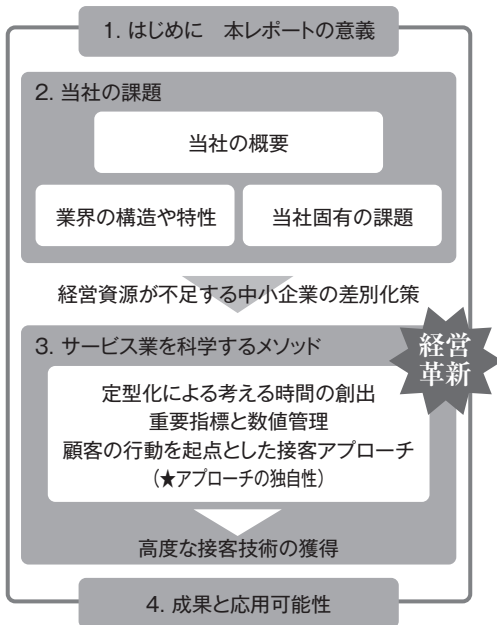 1. はじめに　本レポートの意義
2. 当社の課題
当社の概要
業界の構造や特性
当社固有の課題
経営資源が不足する中小企業の差別化策
3. サービス業を科学するメソッド
経営
革新
定型化による考える時間の創出
重要指標と数値管理
顧客の行動を起点とした接客アプローチ
(★アプローチの独自性)
高度な接客技術の獲得
4. 成果と応用可能性